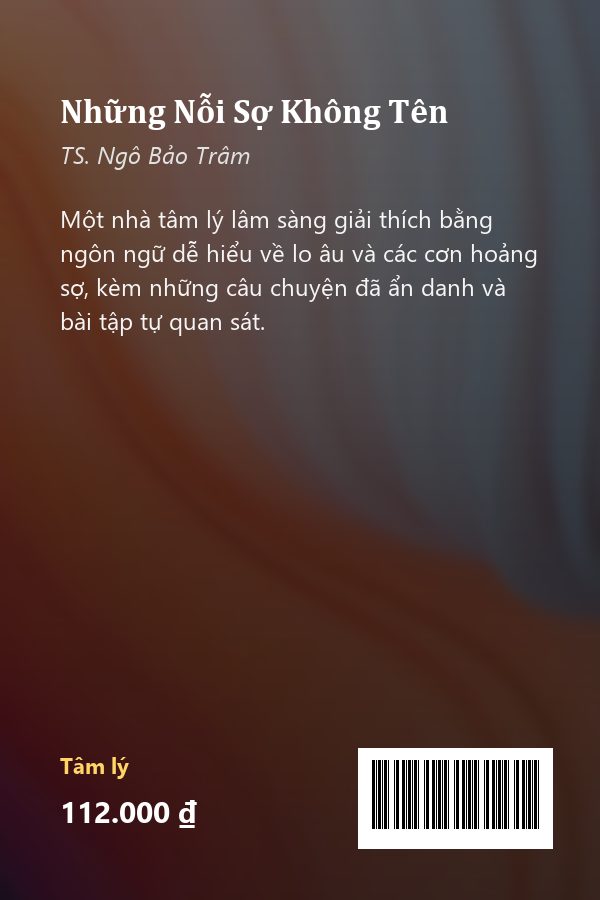 Những Nỗi Sợ Không Tên
TS. Ngô Bảo Trâm
Một nhà tâm lý lâm sàng giải thích bằng
ngôn ngữ dễ hiểu về lo âu và các cơn hoảng
sợ, kèm những câu chuyện đã ẩn danh và
bài tập tự quan sát.
Tâm lý
112.000 ₫